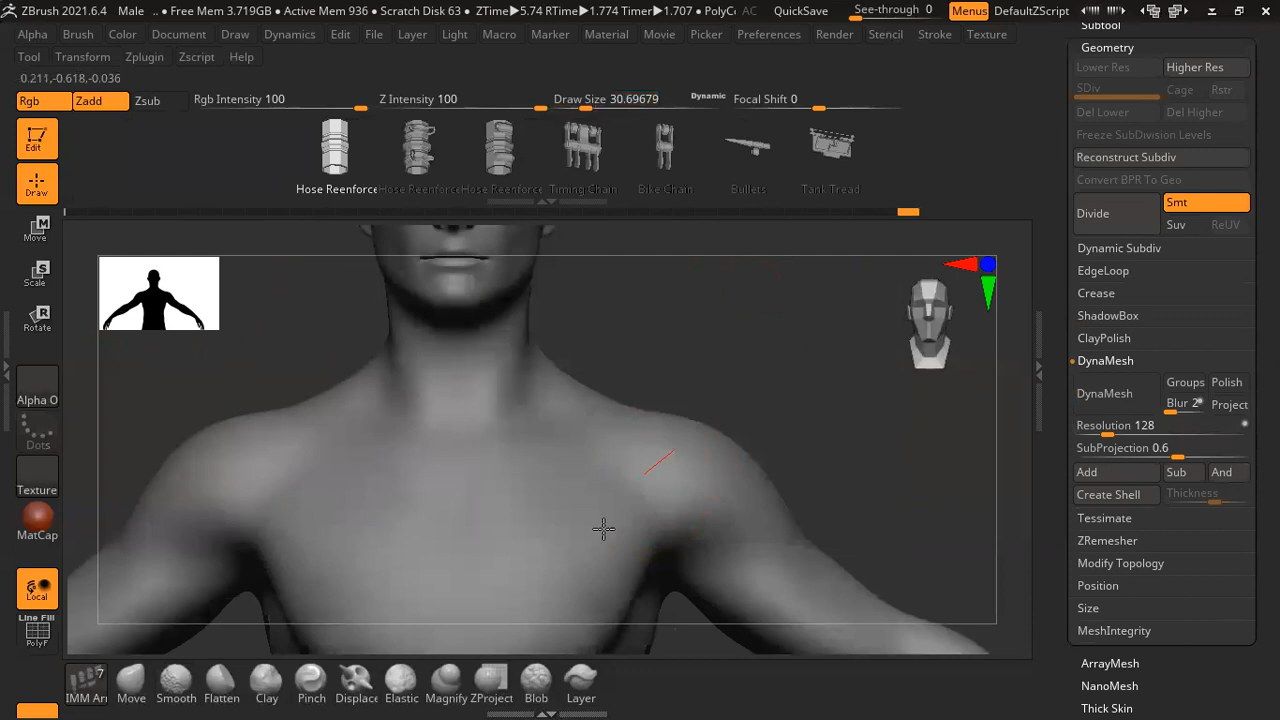 ZBrush 2021.6.4 Male .. • Free Mem 3.719GB • Active Mem 936 • Scratch Disk 63 • ZTime▶5.74 RTime▶1.774 Timer▶1.707 • PolyC AC QuickSave See-through 0 Menus DefaultZScript
Alpha Brush Color Document Draw Dynamics Edit File Layer Light Macro Marker Material Movie Picker Preferences Render Stencil Stroke Texture
Tool Transform Zplugin Zscript Help
0.211,-0.618,-0.036
Rgb Zadd Zsub Rgb Intensity 100 Z Intensity 100 Draw Size 30.69679 Dynamic Focal Shift 0
Edit
Draw
Move
Scale
Rotate
Alpha O
Dots
Texture
MatCap
Local
Line Fill
PolyF
Hose Reenforce Hose Reenforc Hose Reenforc Timing Chain Bike Chain Bullets Tank Tread
7
IMM Arr Move Smooth Flatten Clay Pinch Displace Elastic Magnify ZProject Blob Layer
Subtool
Geometry
Lower Res Higher Res
SDiv Cage Rstr
Del Lower Del Higher
Freeze SubDivision Levels
Reconstruct Subdiv
Convert BPR To Geo
Divide Smt
Suv ReUV
Dynamic Subdiv
EdgeLoop
Crease
ShadowBox
ClayPolish
DynaMesh
DynaMesh Groups Polish
Blur 2 Project
Resolution 128
SubProjection 0.6
Add Sub And
Create Shell Thickness
Tessimate
ZRemesher
Modify Topology
Position
Size
MeshIntegrity
ArrayMesh
NanoMesh
Thick Skin